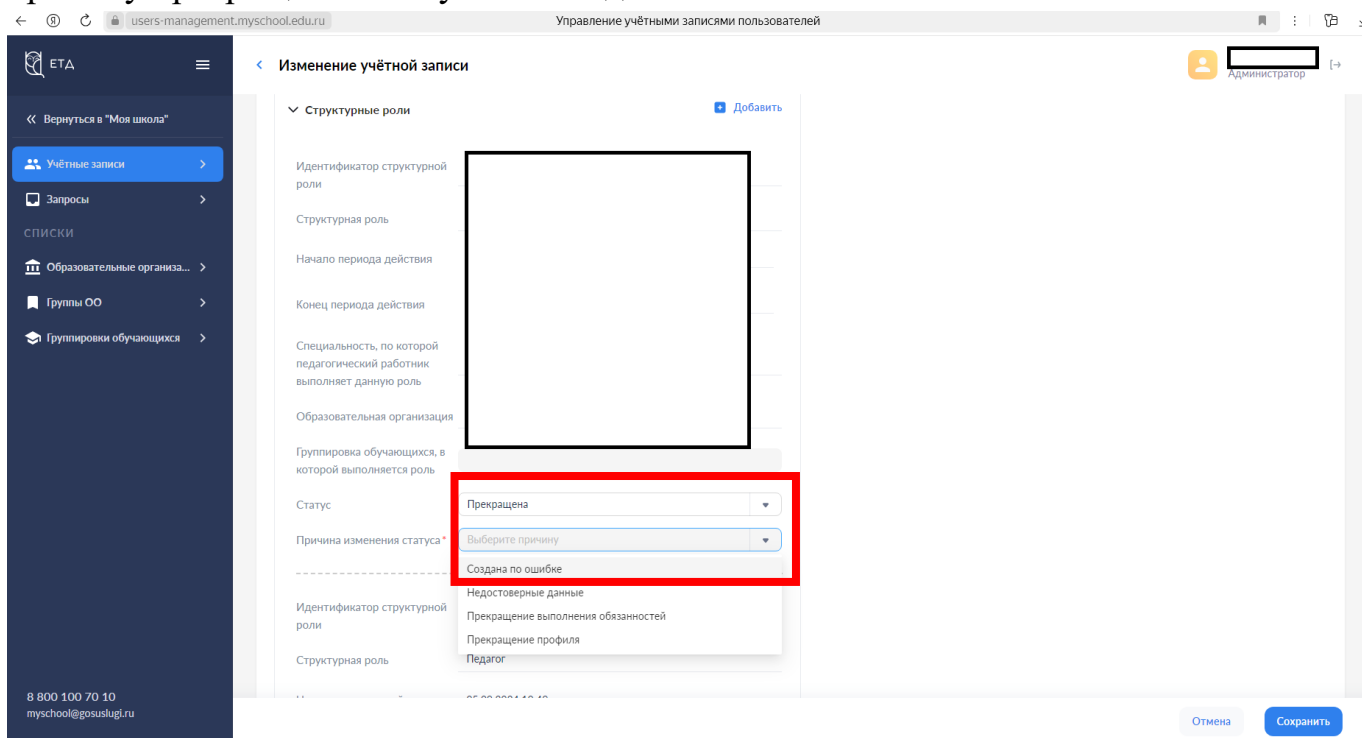 users-management.myschool.edu.ru
Управление учётными записями пользователей
ЕТД
Вернуться в "Моя школа"
Учётные записи
Запросы
СПИСКИ
Образовательные организа...
Группы ОО
Группировки обучающихся
8 800 100 70 10
myschool@gosuslugi.ru
Изменение учётной записи
Администратор
Структурные роли
Добавить
Идентификатор структурной
роли
Структурная роль
Начало периода действия
Конец периода действия
Специальность, по которой
педагогический работник
выполняет данную роль
Образовательная организация
Группировка обучающихся, в
которой выполняется роль
Статус
Прекращена
Причина изменения статуса*
Выберите причину
Создана по ошибке
Недостоверные данные
Прекращение выполнения обязанностей
Прекращение профиля
Идентификатор структурной
роли
Структурная роль
Педагог
Отмена
Сохранить